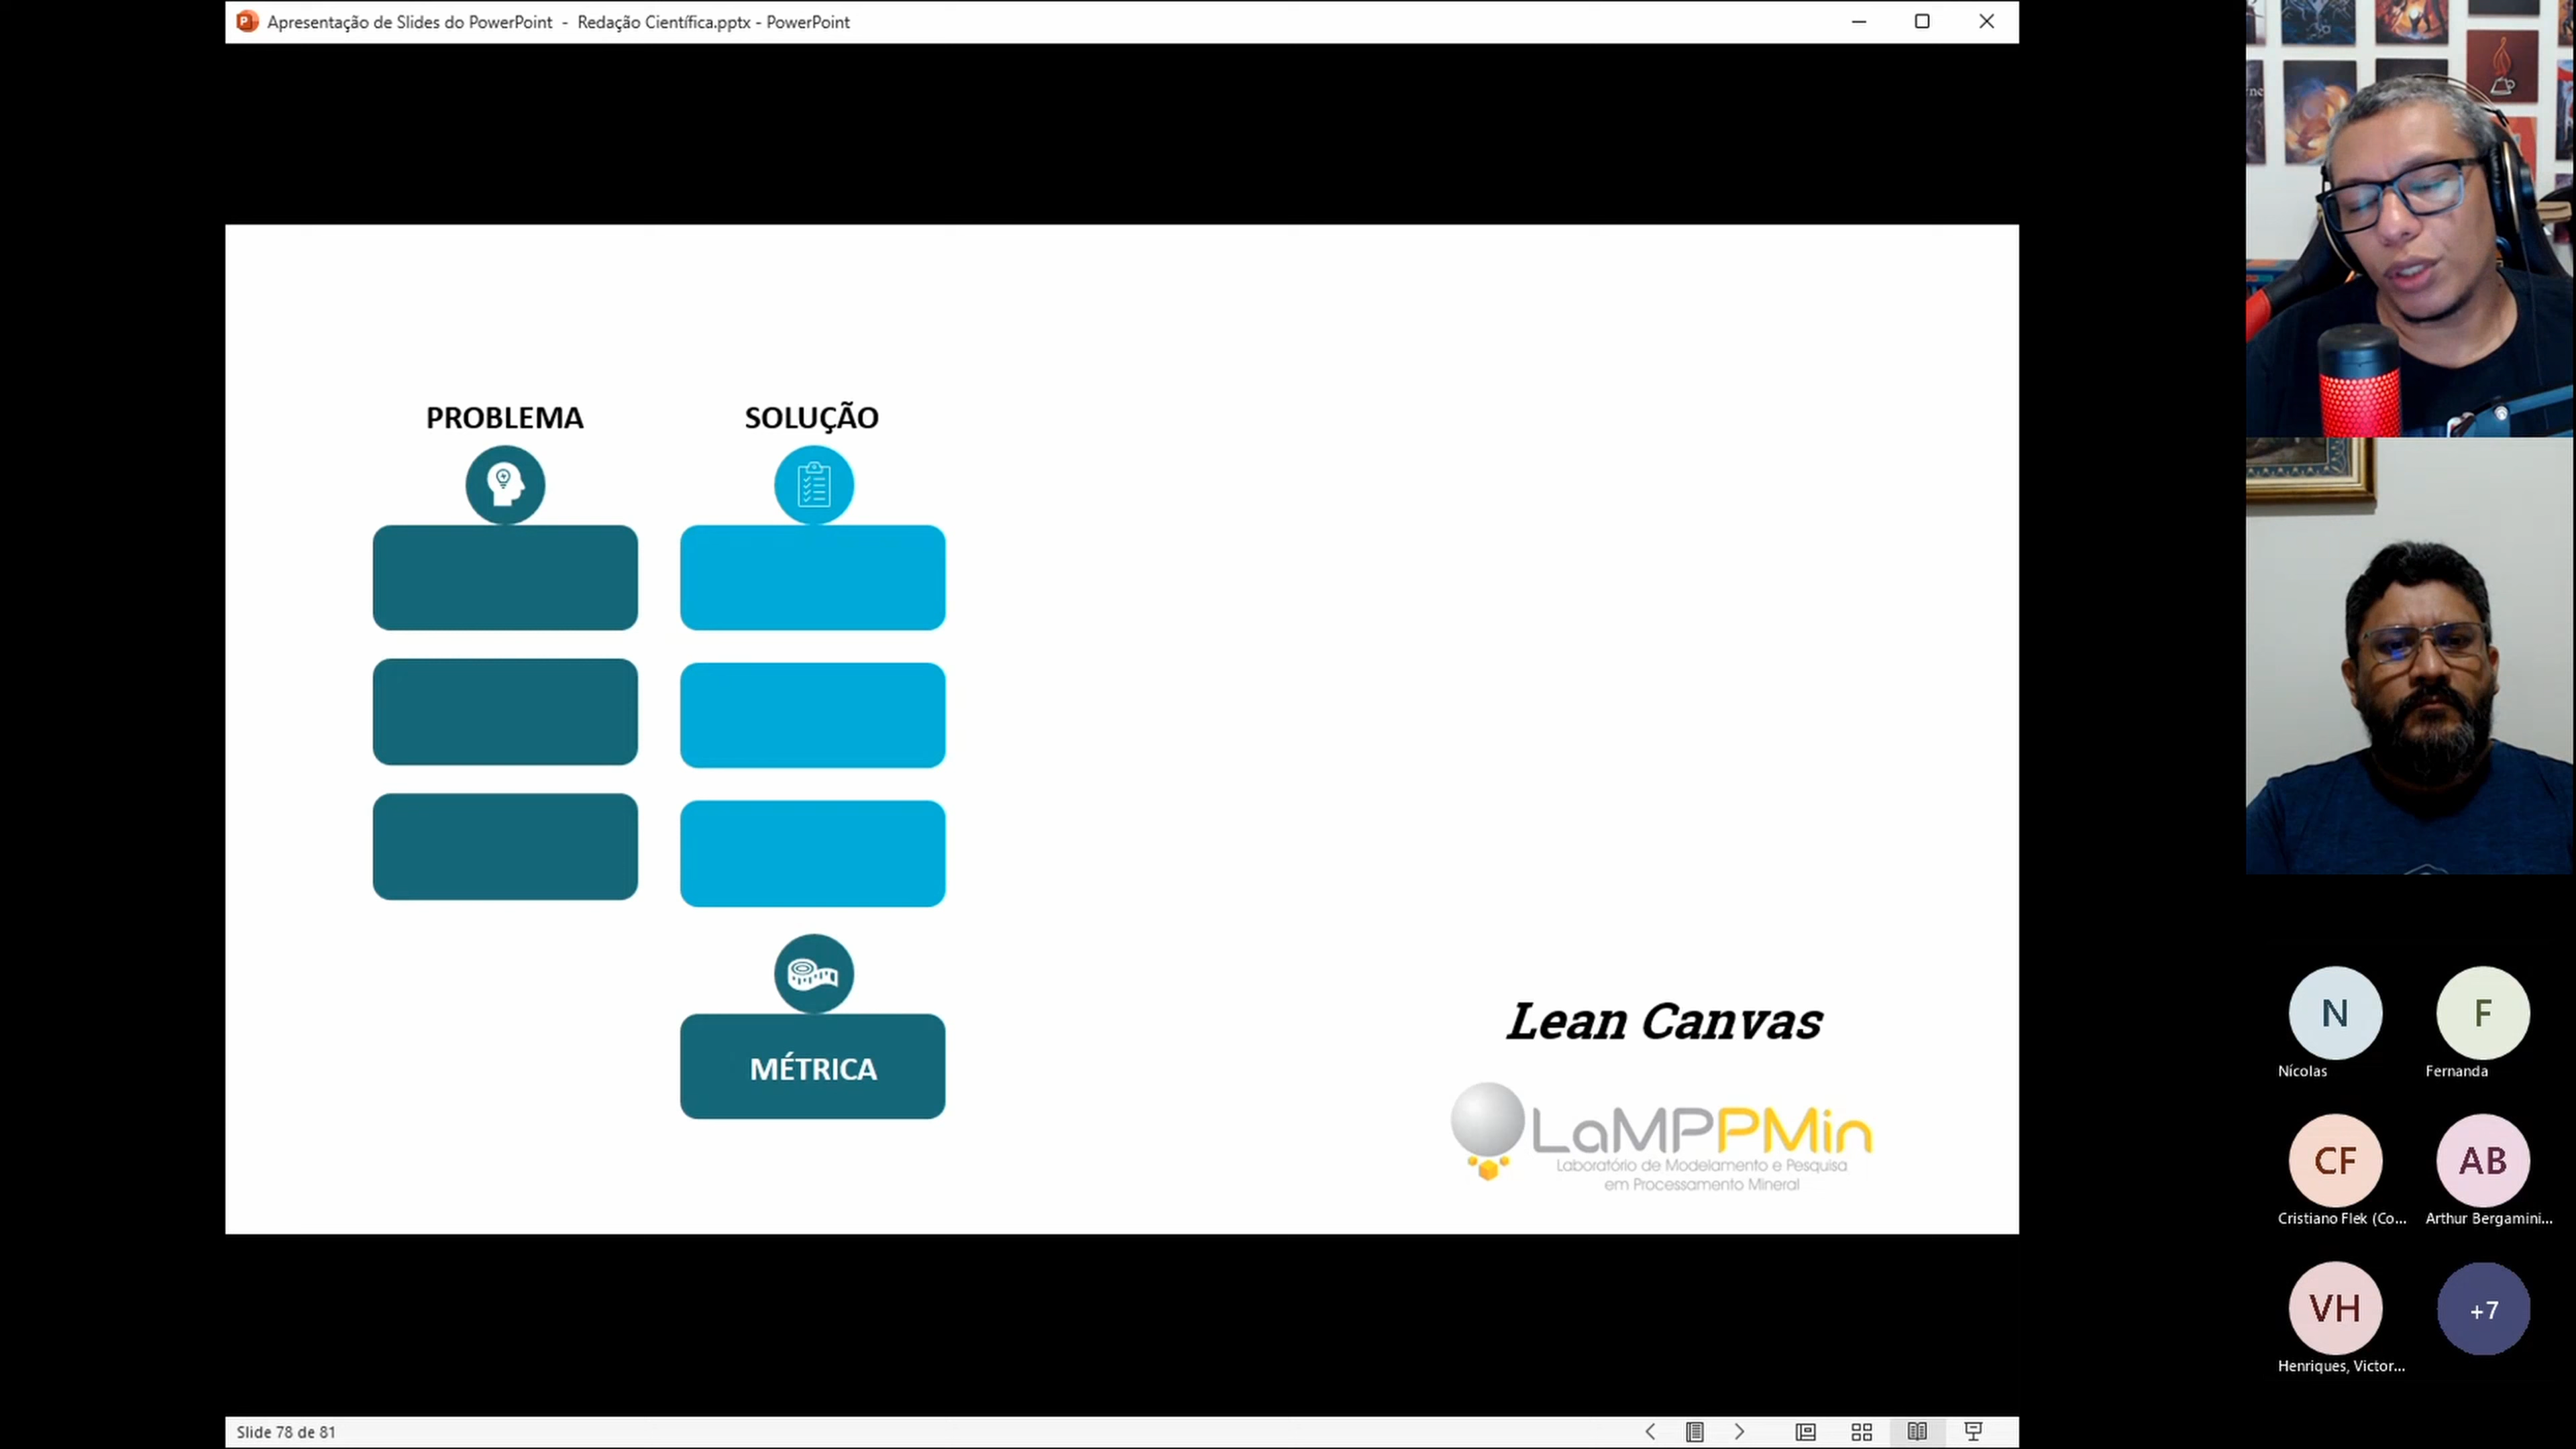 Apresentação de Slides do PowerPoint - Redação Científica.pptx - PowerPoint
PROBLEMA
SOLUÇÃO
MÉTRICA
Lean Canvas
LaMPPMin
Laboratório de Modelamento e Pesquisa
em Processamento Mineral
N
F
Nícolas
Fernanda
CF
AB
Cristiano Flek (Co...
Arthur Bergamini...
VH
+7
Henriques, Victor...
Slide 78 de 81